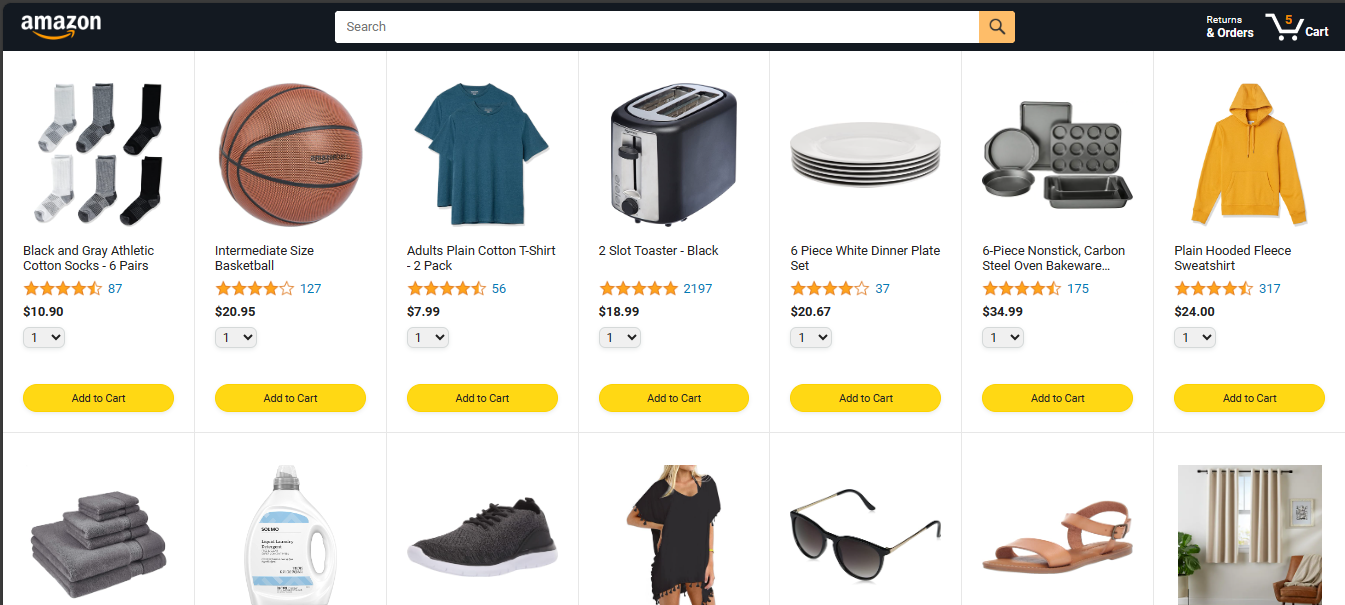 amazon
Search
Returns
& Orders
5
Cart
Black and Gray Athletic
Cotton Socks - 6 Pairs
87
$10.90
1
Add to Cart
Intermediate Size
Basketball
127
$20.95
1
Add to Cart
Adults Plain Cotton T-Shirt
- 2 Pack
56
$7.99
1
Add to Cart
2 Slot Toaster - Black
2197
$18.99
1
Add to Cart
6 Piece White Dinner Plate
Set
37
$20.67
1
Add to Cart
6-Piece Nonstick, Carbon
Steel Oven Bakeware...
175
$34.99
1
Add to Cart
Plain Hooded Fleece
Sweatshirt
317
$24.00
1
Add to Cart
SOLIMO
Liquid Laundry
Detergent